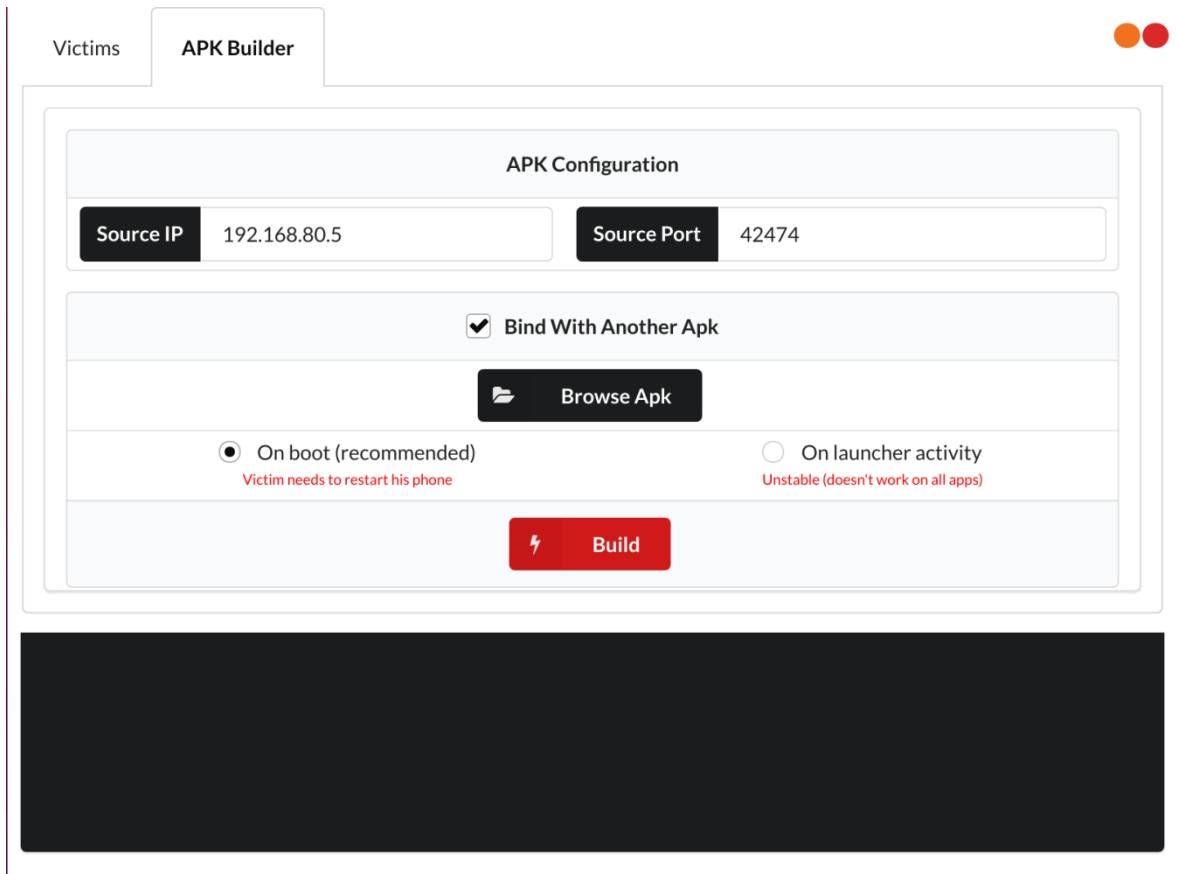 Victims APK Builder
APK Configuration
Source IP 192.168.80.5 Source Port 42474
Bind With Another Apk
Browse Apk
On boot (recommended) On launcher activity
Victim needs to restart his phone Unstable (doesn't work on all apps)
Build